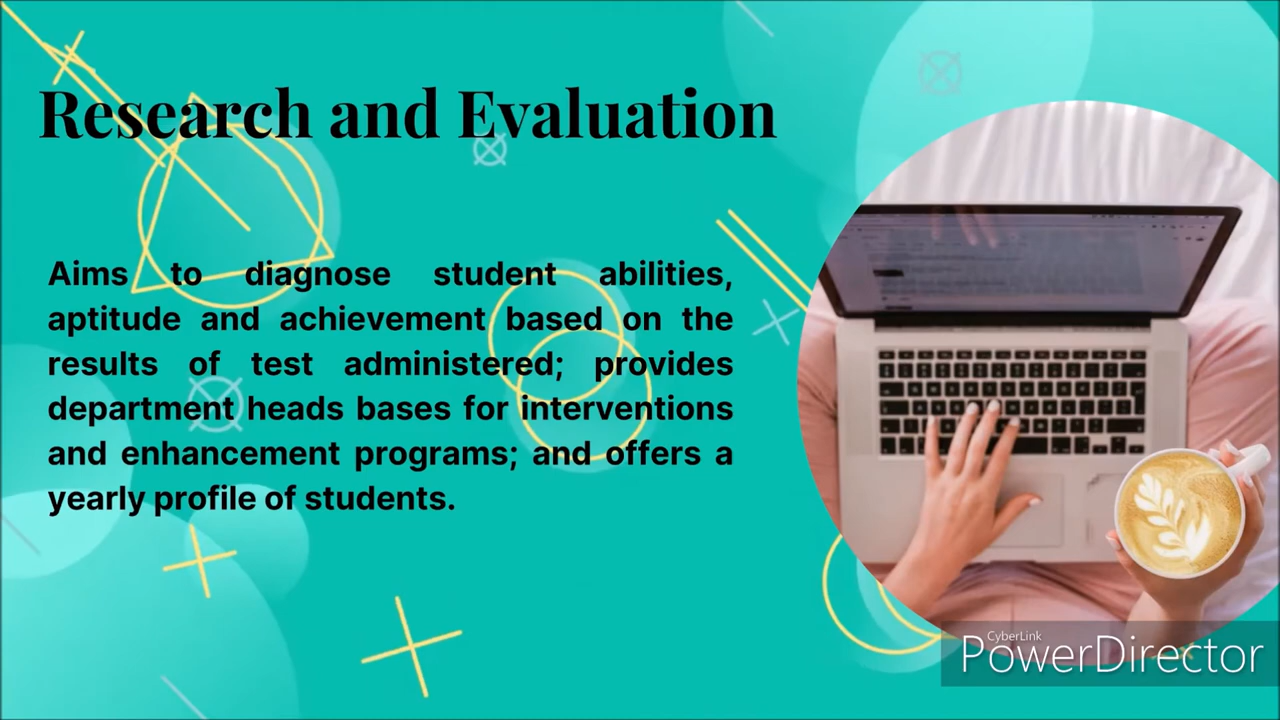 Research and Evaluation
Aims to diagnose student abilities,
aptitude and achievement based on the
results of test administered; provides
department heads bases for interventions
and enhancement programs; and offers a
yearly profile of students.
CyberLink
PowerDirector